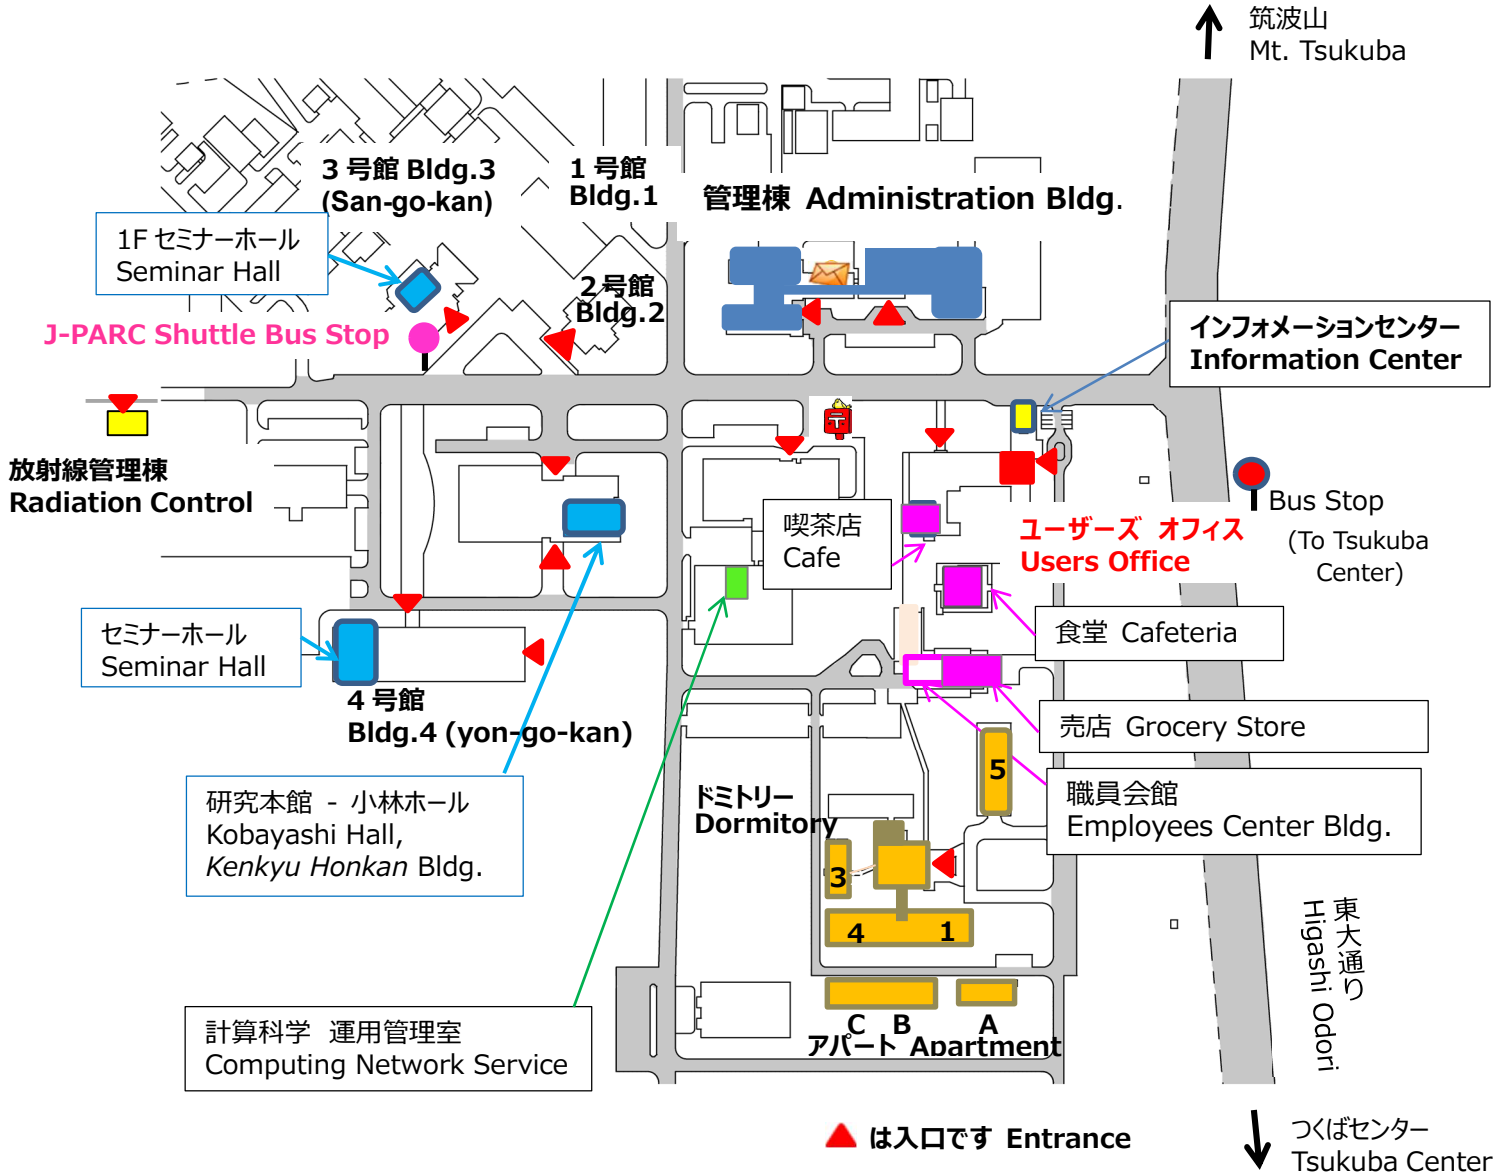 筑波山
Mt. Tsukuba
3 号館 Bldg.3
(San-go-kan)
1 号館
Bldg.1
管理棟 Administration Bldg.
1F セミナーホール
Seminar Hall
2 号館
Bldg.2
J-PARC Shuttle Bus Stop
インフォメーションセンター
Information Center
〒
放射線管理棟
Radiation Control
Bus Stop
(To Tsukuba
Center)
喫茶店
Cafe
ユーザーズ オフィス
Users Office
食堂 Cafeteria
セミナーホール
Seminar Hall
4 号館
Bldg.4 (yon-go-kan)
売店 Grocery Store
5
職員会館
Employees Center Bldg.
研究本館 - 小林ホール
Kobayashi Hall,
Kenkyu Honkan Bldg.
ドミトリー
Dormitory
3
4
1
東大通り
Higashi Odori
計算科学 運用管理室
Computing Network Service
C B A
アパート Apartment
は入口です Entrance
つくばセンター
Tsukuba Center